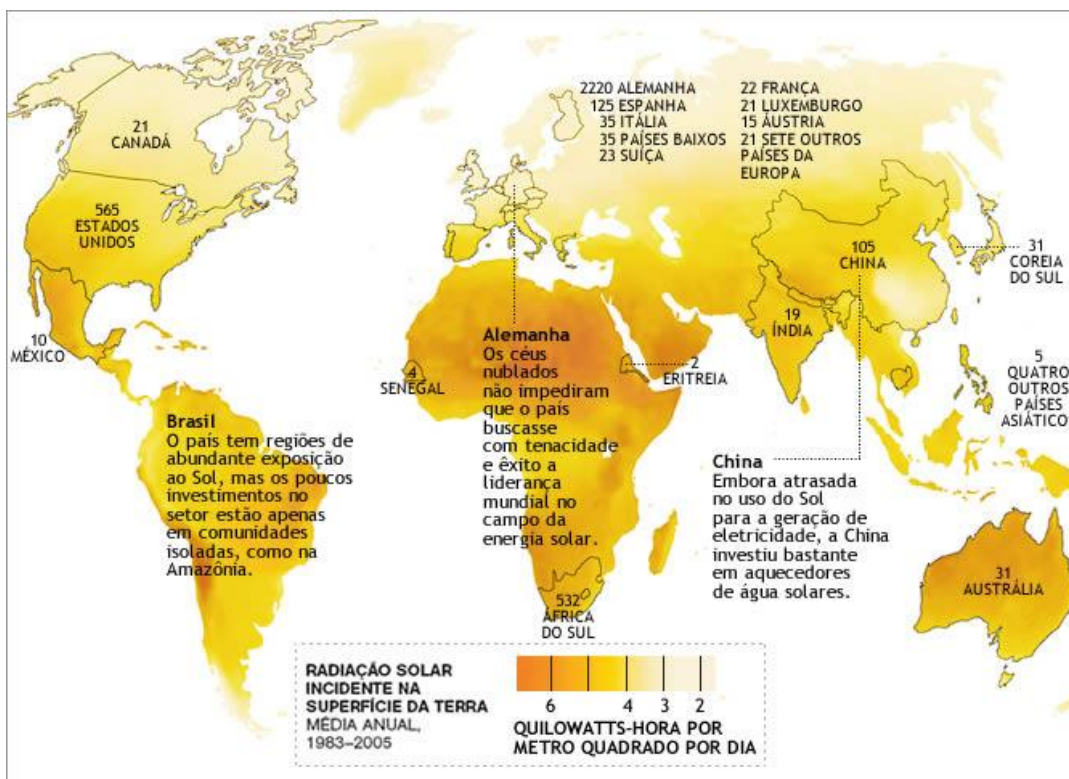 21
CANADÁ
565
ESTADOS
UNIDOS
10
MÉXICO
2220 ALEMANHA
125 ESPANHA
35 ITÁLIA
35 PAÍSES BAIXOS
23 SUÍÇA
22 FRANÇA
21 LUXEMBURGO
15 ÁUSTRIA
21 SETE OUTROS
PAÍSES DA
EUROPA
105
CHINA
31
COREIA
DO SUL
19
ÍNDIA
5
QUATRO
OUTROS
PAÍSES
ASIÁTICO
4
SENEGAL
2
ERITREIA
Alemanha
Os céus
nublados
não impediram
que o país
buscasse
com tenacidade
e êxito a
liderança
mundial no
campo da
energia solar.
Brasil
O país tem regiões de
abundante exposição
ao Sol, mas os poucos
investimentos no
setor estão apenas
em comunidades
isoladas, como na
Amazônia.
China
Embora atrasada
no uso do Sol
para a geração de
eletricidade, a China
investiu bastante
em aquecedores
de água solares.
532
ÁFRICA
DO SUL
31
AUSTRÁLIA
RADIAÇÃO SOLAR
INCIDENTE NA
SUPERFÍCIE DA TERRA
MÉDIA ANUAL,
1983–2005
6 4 3 2
QUILOWATTS-HORA POR
METRO QUADRADO POR DIA